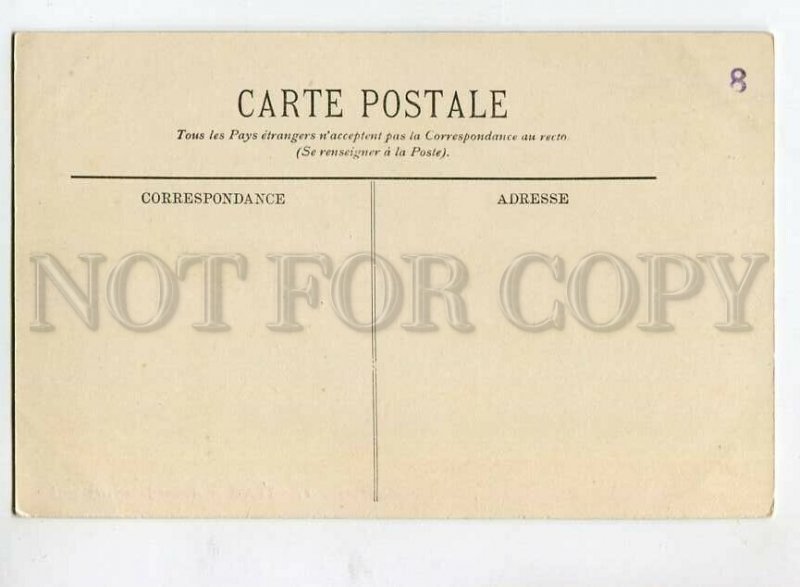 8
CARTE POSTALE
Tous les Pays étrangers n'acceptent pas la Correspondance au recto
(Se renseigner à la Poste).
CORRESPONDANCE
ADRESSE
NOT FOR COPY